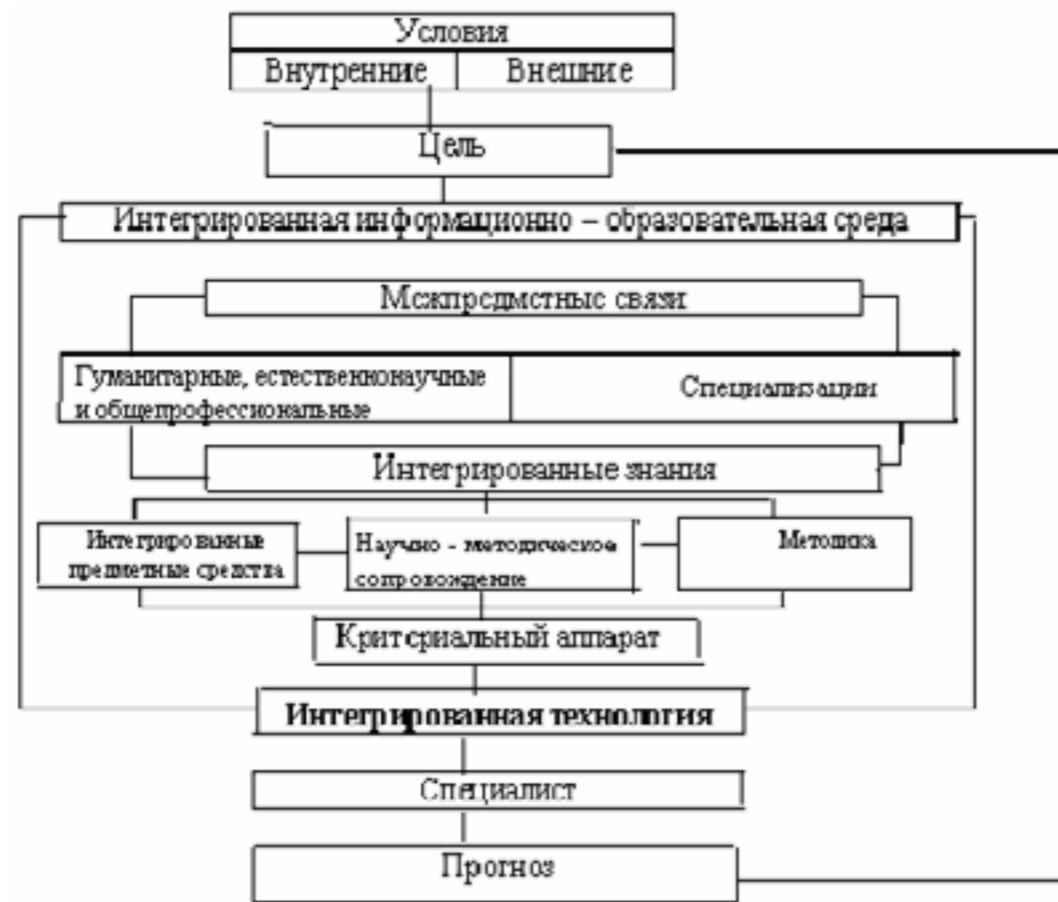 Условия
Внутренние Внешние
Цель
Интегрированная информационно – образовательная среда
Межпредметные связи
Гуманитарные, естественнонаучные
и общепрофессиональные
Специализации
Интегрированные знания
Интегрированные
предметные средства
Научно - методическое
сопровождение
Методика
Критериальный аппарат
Интегрированная технология
Специалист
Прогноз